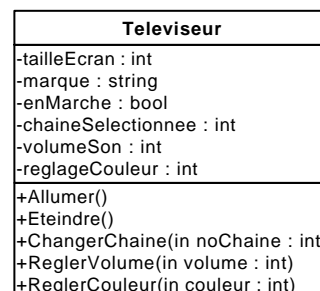 Televiseur
-tailleEcran : int
-marque : string
-enMarche : bool
-chaineSelectionnee : int
-volumeSon : int
-reglageCouleur : int
+Allumer()
+Eteindre()
+ChangerChaine(in noChaine : int
+ReglerVolume(in volume : int)
+ReglerCouleur(in couleur : int)